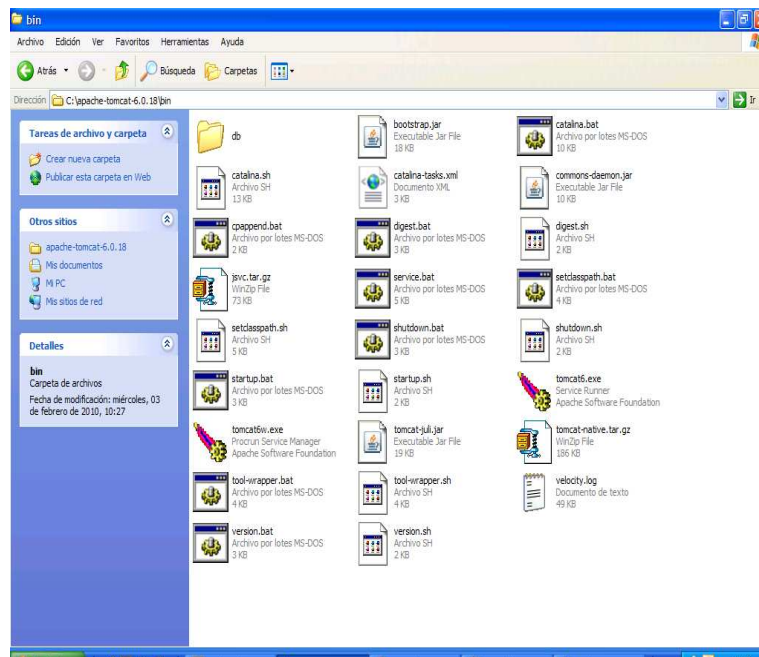 bin
Archivo Edición Ver Favoritos Herramientas Ayuda
Atrás Búsqueda Carpetas
Dirección C:\apache-tomcat-6.0.18\bin Ir
Tareas de archivo y carpeta
Crear nueva carpeta
Publicar esta carpeta en Web
Otros sitios
apache-tomcat-6.0.18
Mis documentos
Mi PC
Mis sitios de red
Detalles
bin
Carpeta de archivos
Fecha de modificación: miércoles, 03
de febrero de 2010, 10:27
db
bootstrap.jar
Executable Jar File
18 KB
catalina.bat
Archivo por lotes MS-DOS
10 KB
catalina.sh
Archivo SH
13 KB
catalina-tasks.xml
Documento XML
3 KB
commons-daemon.jar
Executable Jar File
10 KB
cpappend.bat
Archivo por lotes MS-DOS
2 KB
digest.bat
Archivo por lotes MS-DOS
3 KB
digest.sh
Archivo SH
2 KB
jsvc.tar.gz
WinZip File
73 KB
service.bat
Archivo por lotes MS-DOS
5 KB
setclasspath.bat
Archivo por lotes MS-DOS
4 KB
setclasspath.sh
Archivo SH
5 KB
shutdown.bat
Archivo por lotes MS-DOS
3 KB
shutdown.sh
Archivo SH
2 KB
startup.bat
Archivo por lotes MS-DOS
3 KB
startup.sh
Archivo SH
2 KB
tomcat6.exe
Service Runner
Apache Software Foundation
tomcat6w.exe
Procrun Service Manager
Apache Software Foundation
tomcat-juli.jar
Executable Jar File
19 KB
tomcat-native.tar.gz
WinZip File
186 KB
tool-wrapper.bat
Archivo por lotes MS-DOS
4 KB
tool-wrapper.sh
Archivo SH
4 KB
velocity.log
Documento de texto
49 KB
version.bat
Archivo por lotes MS-DOS
3 KB
version.sh
Archivo SH
2 KB